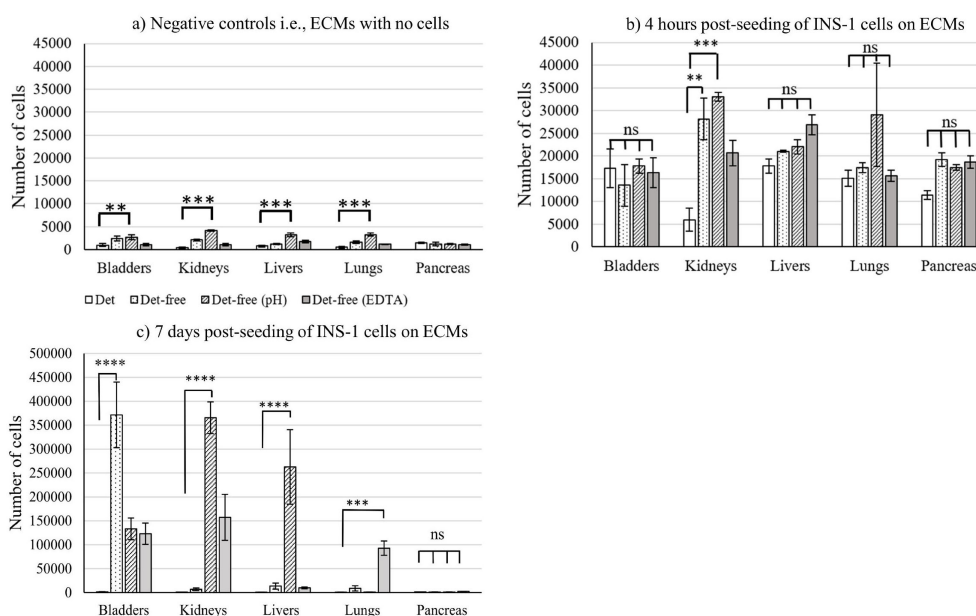 a) Negative controls i.e., ECMs with no cells
Number of cells
45000
40000
35000
30000
25000
20000
15000
10000
5000
0
**
***
***
***
Bladders Kidneys Livers Lungs Pancreas
Det Det-free Det-free (pH) Det-free (EDTA)
b) 4 hours post-seeding of INS-1 cells on ECMs
Number of cells
45000
40000
35000
30000
25000
20000
15000
10000
5000
0
ns
**
***
ns
ns
ns
Bladders Kidneys Livers Lungs Pancreas
c) 7 days post-seeding of INS-1 cells on ECMs
Number of cells
500000
450000
400000
350000
300000
250000
200000
150000
100000
50000
0
****
****
****
***
ns
Bladders Kidneys Livers Lungs Pancreas